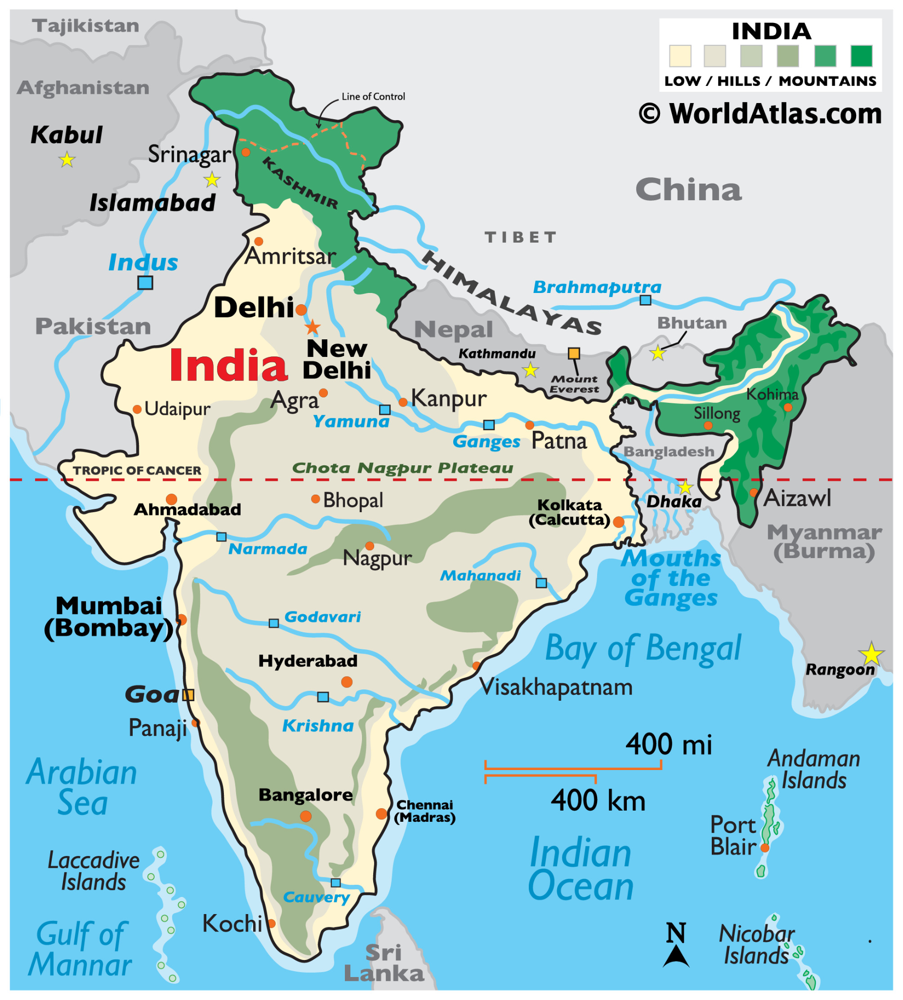 Tajikistan
INDIA
LOW / HILLS / MOUNTAINS
Afghanistan
Line of Control
© WorldAtlas.com
Kabul
Srinagar
KASHMIR
Islamabad
China
TIBET
Amritsar
Indus
HIMALAYAS
Brahmaputra
Delhi
Pakistan
Nepal
Bhutan
New
Delhi
India
Kathmandu
Mount
Everest
Agra
Kanpur
Kohima
Udaipur
Sillong
Yamuna
Ganges
Patna
Bangladesh
TROPIC OF CANCER
Chota Nagpur Plateau
Ahmadabad
Bhopal
Kolkata
(Calcutta)
Dhaka
Aizawl
Narmada
Nagpur
Myanmar
(Burma)
Mouths
of the
Ganges
Mahanadi
Mumbai
(Bombay)
Godavari
Bay of Bengal
Hyderabad
Rangoon
Goa
Visakhapatnam
Panaji
Krishna
400 mi
400 km
Arabian
Sea
Andaman
Islands
Bangalore
Chennai
(Madras)
Port
Blair
Laccadive
Islands
Indian
Ocean
Cauvery
Kochi
Gulf of
Mannar
N
Nicobar
Islands
Sri
Lanka